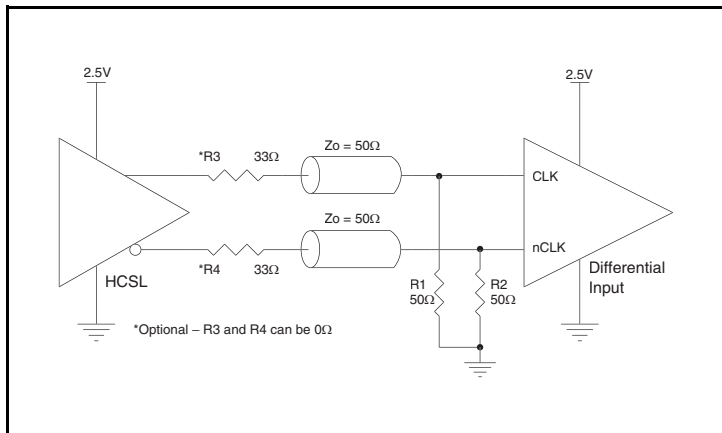 2.5V
2.5V
*R3 33Ω
Zo = 50Ω
CLK
Zo = 50Ω
nCLK
*R4 33Ω
HCSL
R1
50Ω
R2
50Ω
Differential
Input
*Optional – R3 and R4 can be 0Ω